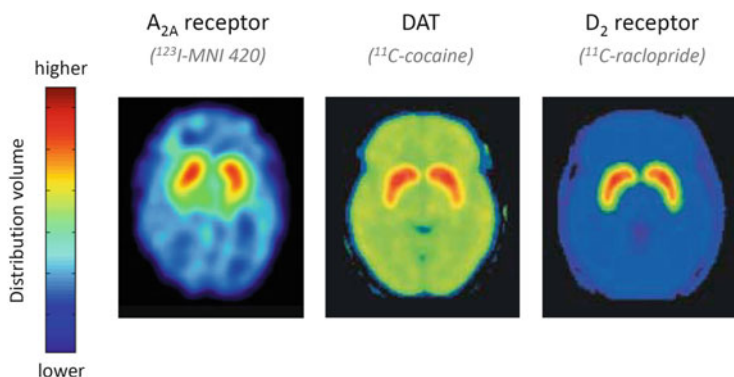 A₂ₐ receptor
(¹²³I-MNI 420)
DAT
(¹¹C-cocaine)
D₂ receptor
(¹¹C-raclopride)
higher
Distribution volume
lower